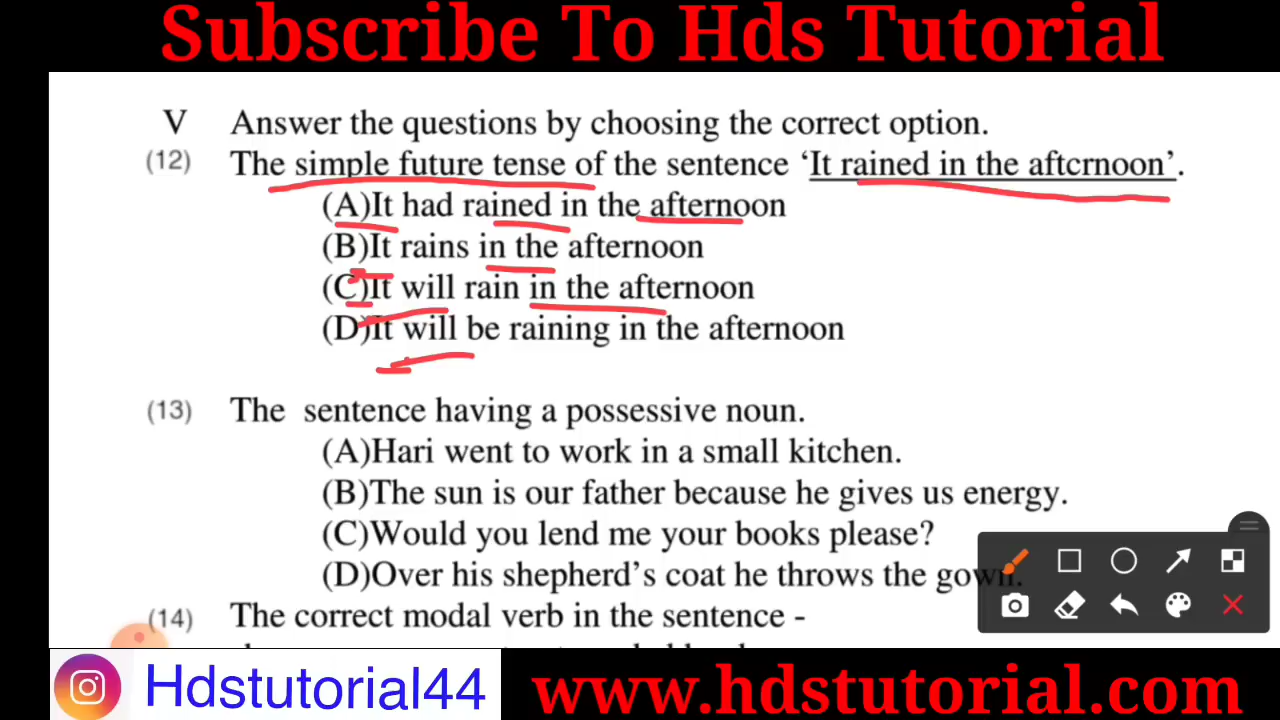 Subscribe To Hds Tutorial
V Answer the questions by choosing the correct option.
(12) The simple future tense of the sentence ‘It rained in the afternoon’.
(A)It had rained in the afternoon
(B)It rains in the afternoon
(C)It will rain in the afternoon
(D)It will be raining in the afternoon
(13) The sentence having a possessive noun.
(A)Hari went to work in a small kitchen.
(B)The sun is our father because he gives us energy.
(C)Would you lend me your books please?
(D)Over his shepherd’s coat he throws the gown.
(14) The correct modal verb in the sentence -
Hdstutorial44
www.hdstutorial.com